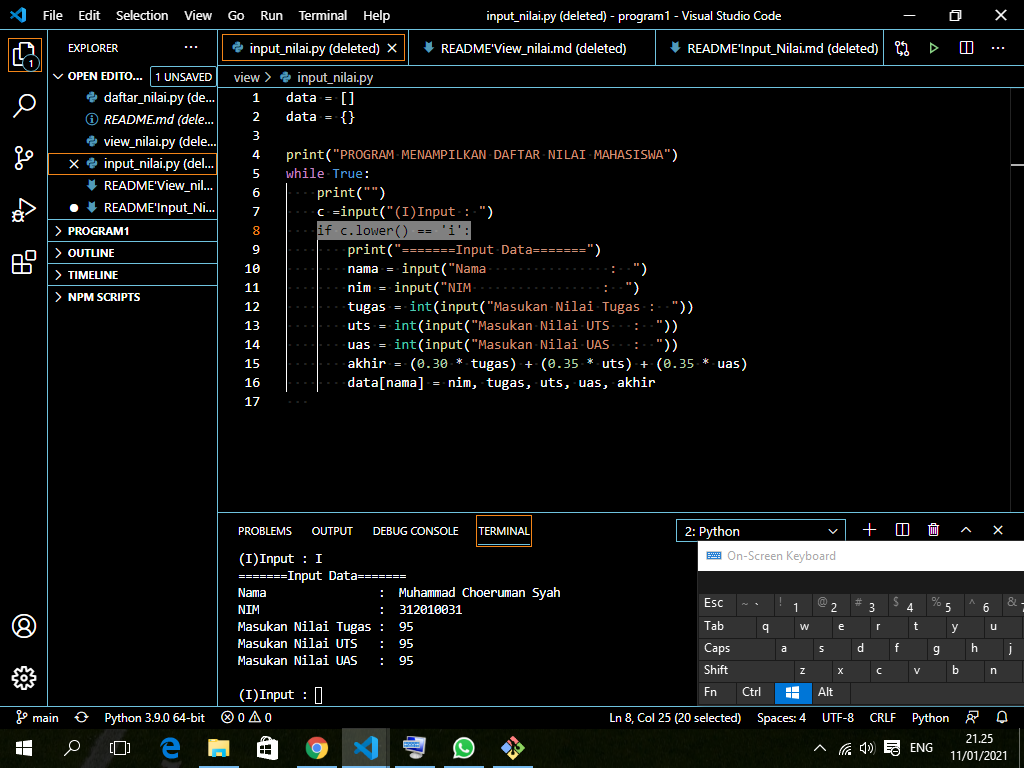 File Edit Selection View Go Run Terminal Help
input_nilai.py (deleted) - program1 - Visual Studio Code
EXPLORER ...
OPEN EDITO... 1 UNSAVED
daftar_nilai.py (de...
README.md (dele...
view_nilai.py (dele...
input_nilai.py (del...
README'View_nil...
README'Input_Ni...
PROGRAM1
OUTLINE
TIMELINE
NPM SCRIPTS
1
input_nilai.py (deleted) README'View_nilai.md (deleted) README'Input_Nilai.md (deleted)
view > input_nilai.py
1 data = []
2 data = {}
3
4 print("PROGRAM MENAMPILKAN DAFTAR NILAI MAHASISWA")
5 while True:
6 print("")
7 c =input("(I)Input : ")
8 if c.lower() == 'i':
9 print("=======Input Data=======")
10 nama = input("Nama                :  ")
11 nim = input("NIM                 :  ")
12 tugas = int(input("Masukan Nilai Tugas :  "))
13 uts = int(input("Masukan Nilai UTS   :  "))
14 uas = int(input("Masukan Nilai UAS   :  "))
15 akhir = (0.30 * tugas) + (0.35 * uts) + (0.35 * uas)
16 data[nama] = nim, tugas, uts, uas, akhir
17
PROBLEMS OUTPUT DEBUG CONSOLE TERMINAL 2: Python
(I)Input : I
=======Input Data=======
Nama                :  Muhammad Choeruman Syah
NIM                 :  312010031
Masukan Nilai Tugas :  95
Masukan Nilai UTS   :  95
Masukan Nilai UAS   :  95
(I)Input :
On-Screen Keyboard
Esc ~ ` ! 1 @ 2 # 3 $ 4 % 5 ^ 6 & 7
Tab q w e r t y u
Caps a s d f g h j
Shift z x c v b n
Fn Ctrl Alt
main Python 3.9.0 64-bit 0 0 Ln 8, Col 25 (20 selected) Spaces: 4 UTF-8 CRLF Python
ENG 21.25
11/01/2021